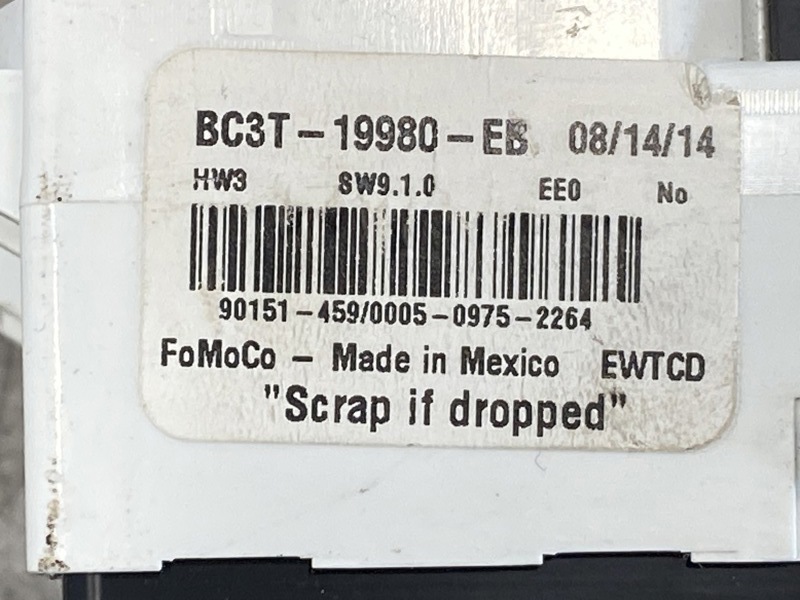 BC3T-19980-EB 08/14/14
HW3 SW9.1.0 EE0 No
90151-459/0005-0975-2264
FoMoCo - Made in Mexico EWTCD
"Scrap if dropped"